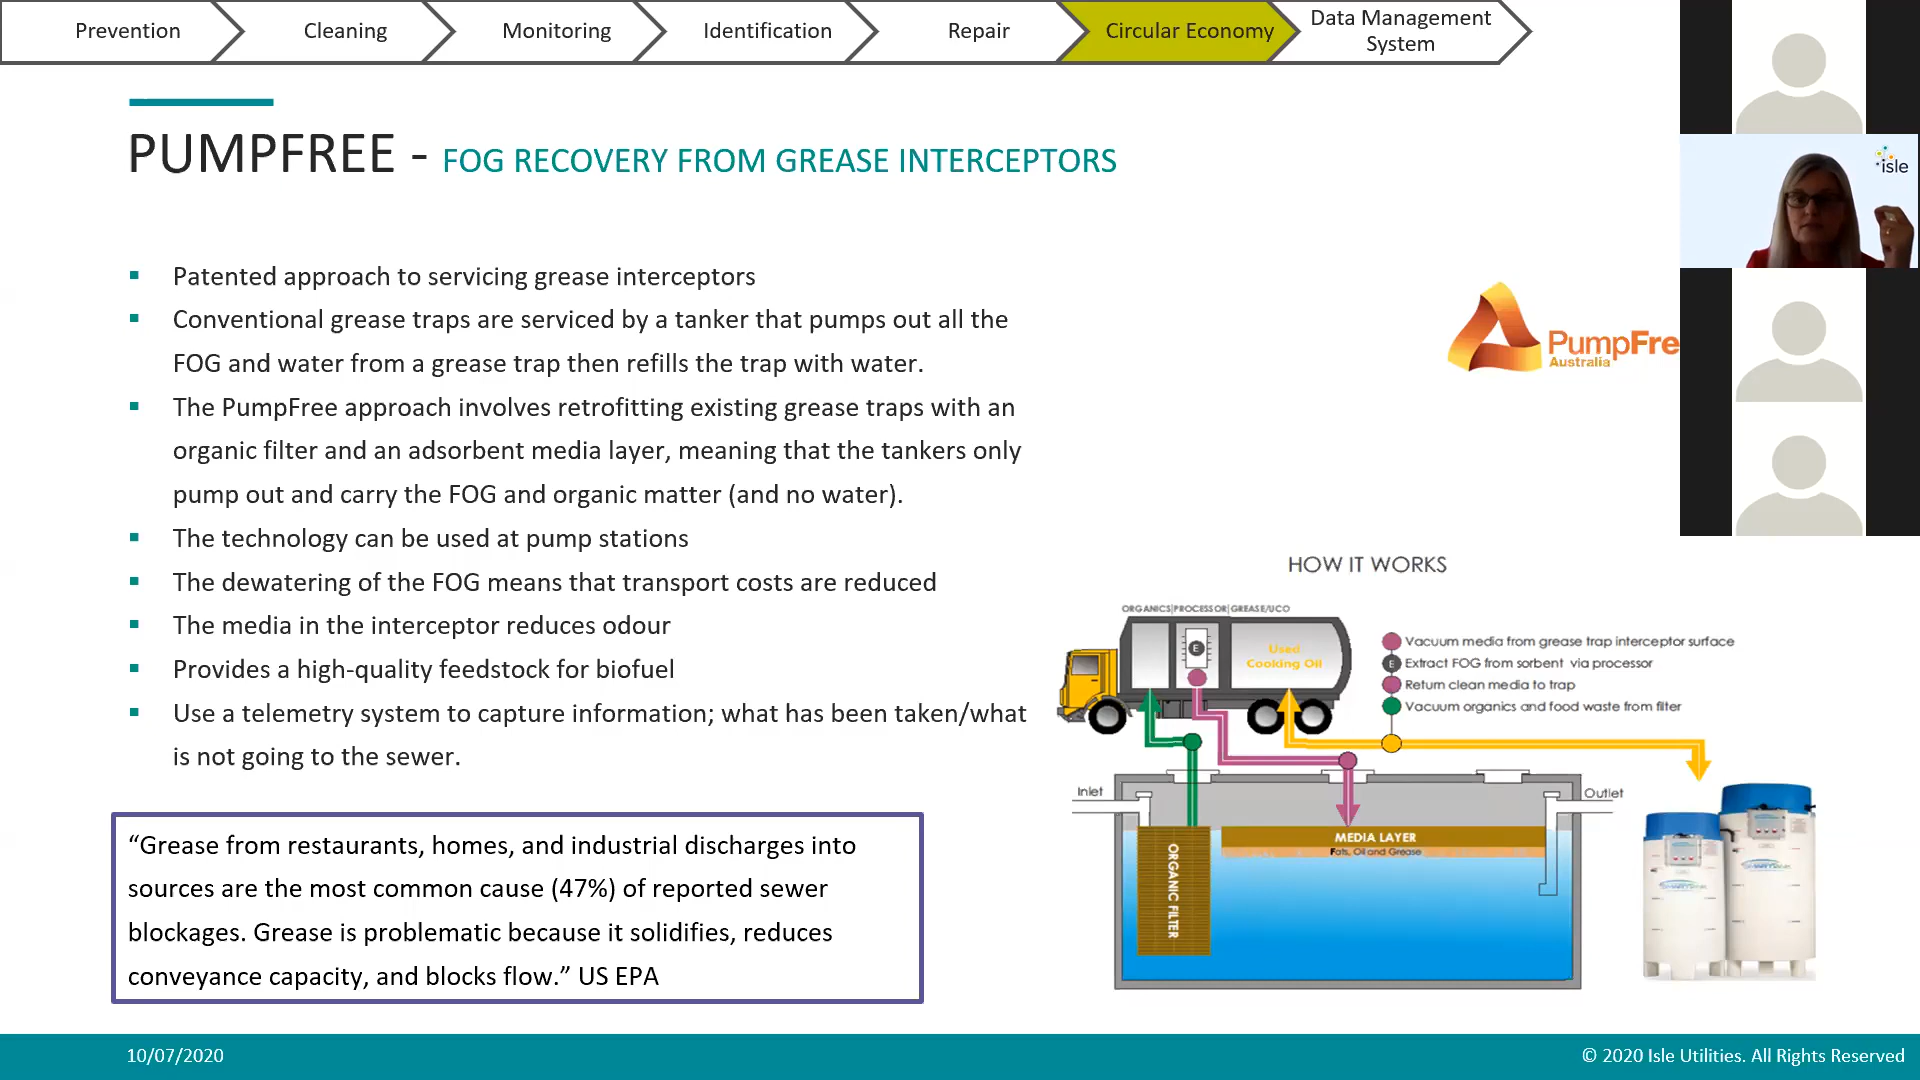 Prevention
Cleaning
Monitoring
Identification
Repair
Circular Economy
Data Management
System
isle
PUMPFREE - FOG RECOVERY FROM GREASE INTERCEPTORS
Patented approach to servicing grease interceptors
Conventional grease traps are serviced by a tanker that pumps out all the
FOG and water from a grease trap then refills the trap with water.
The PumpFree approach involves retrofitting existing grease traps with an
organic filter and an adsorbent media layer, meaning that the tankers only
pump out and carry the FOG and organic matter (and no water).
The technology can be used at pump stations
The dewatering of the FOG means that transport costs are reduced
The media in the interceptor reduces odour
Provides a high-quality feedstock for biofuel
Use a telemetry system to capture information; what has been taken/what
is not going to the sewer.
PumpFre
Australia
HOW IT WORKS
ORGANICS|PROCESSOR|GREASE/UCO
E
Used
Cooking Oil
Vacuum media from grease trap interceptor surface
E Extract FOG from sorbent via processor
Return clean media to trap
Vacuum organics and food waste from filter
Inlet
Outlet
MEDIA LAYER
Fats, Oil and Grease
ORGANIC FILTER
“Grease from restaurants, homes, and industrial discharges into
sources are the most common cause (47%) of reported sewer
blockages. Grease is problematic because it solidifies, reduces
conveyance capacity, and blocks flow.” US EPA
10/07/2020
© 2020 Isle Utilities. All Rights Reserved